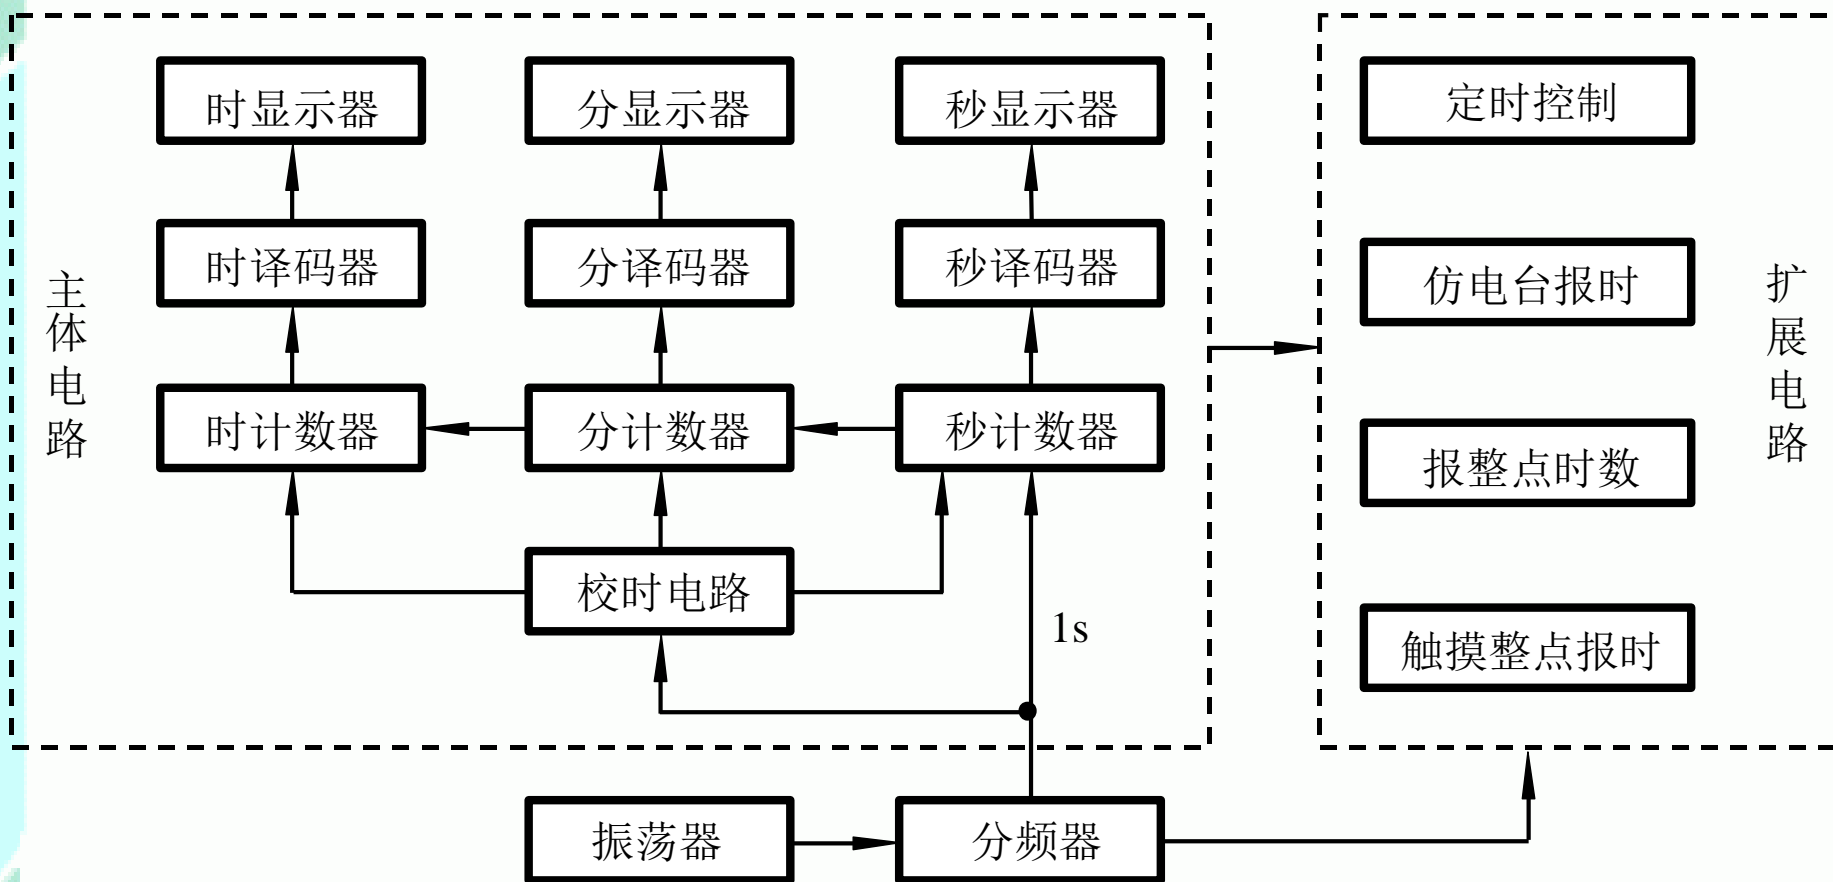 时显示器
分显示器
秒显示器
定时控制
时译码器
分译码器
秒译码器
仿电台报时
主体电路
扩展电路
时计数器
分计数器
秒计数器
报整点时数
校时电路
1s
触摸整点报时
振荡器
分频器